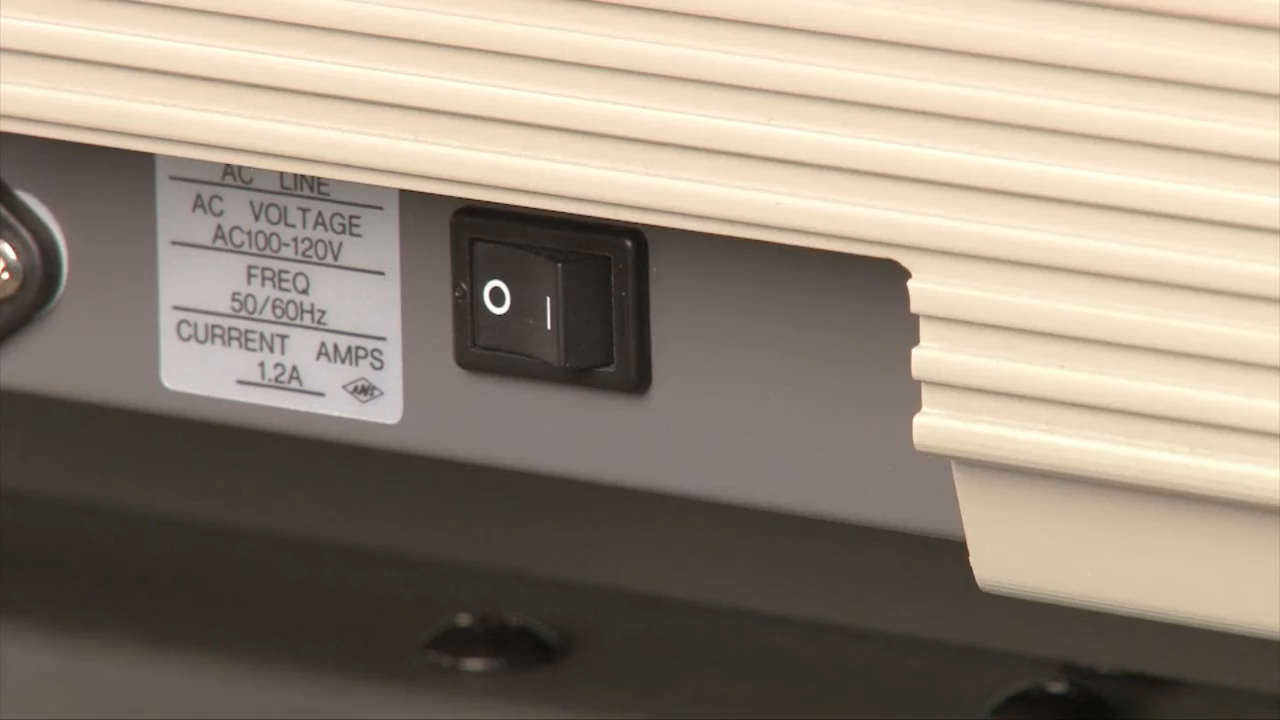 AC LINE
AC VOLTAGE
AC100-120V
FREQ
50/60Hz
CURRENT AMPS
1.2A
O I